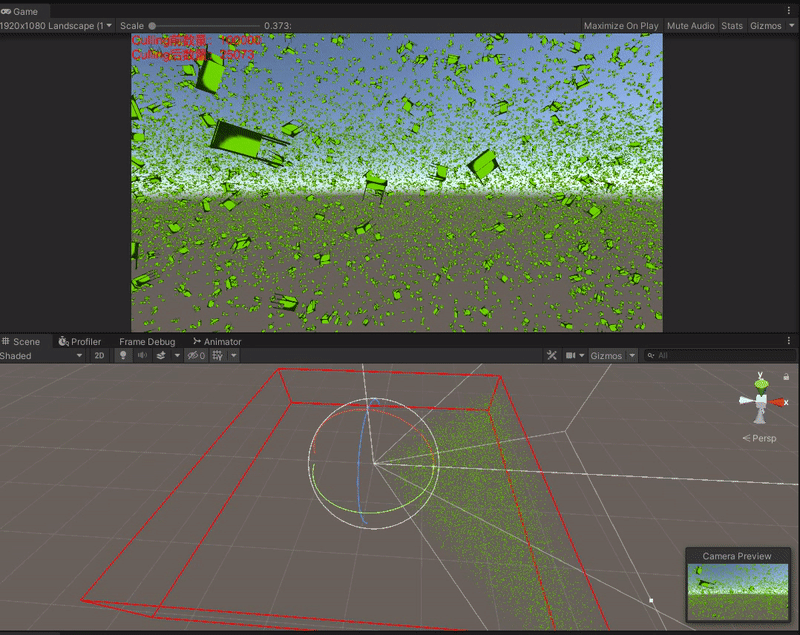 Game
1920x1080 Landscape (1 Scale 0.373: Maximize On Play Mute Audio Stats Gizmos
Culling前数量:
Culling后数量:
Scene Profiler Frame Debug Animator
Shaded 2D 0 Gizmos All
y
x
Persp
Camera Preview